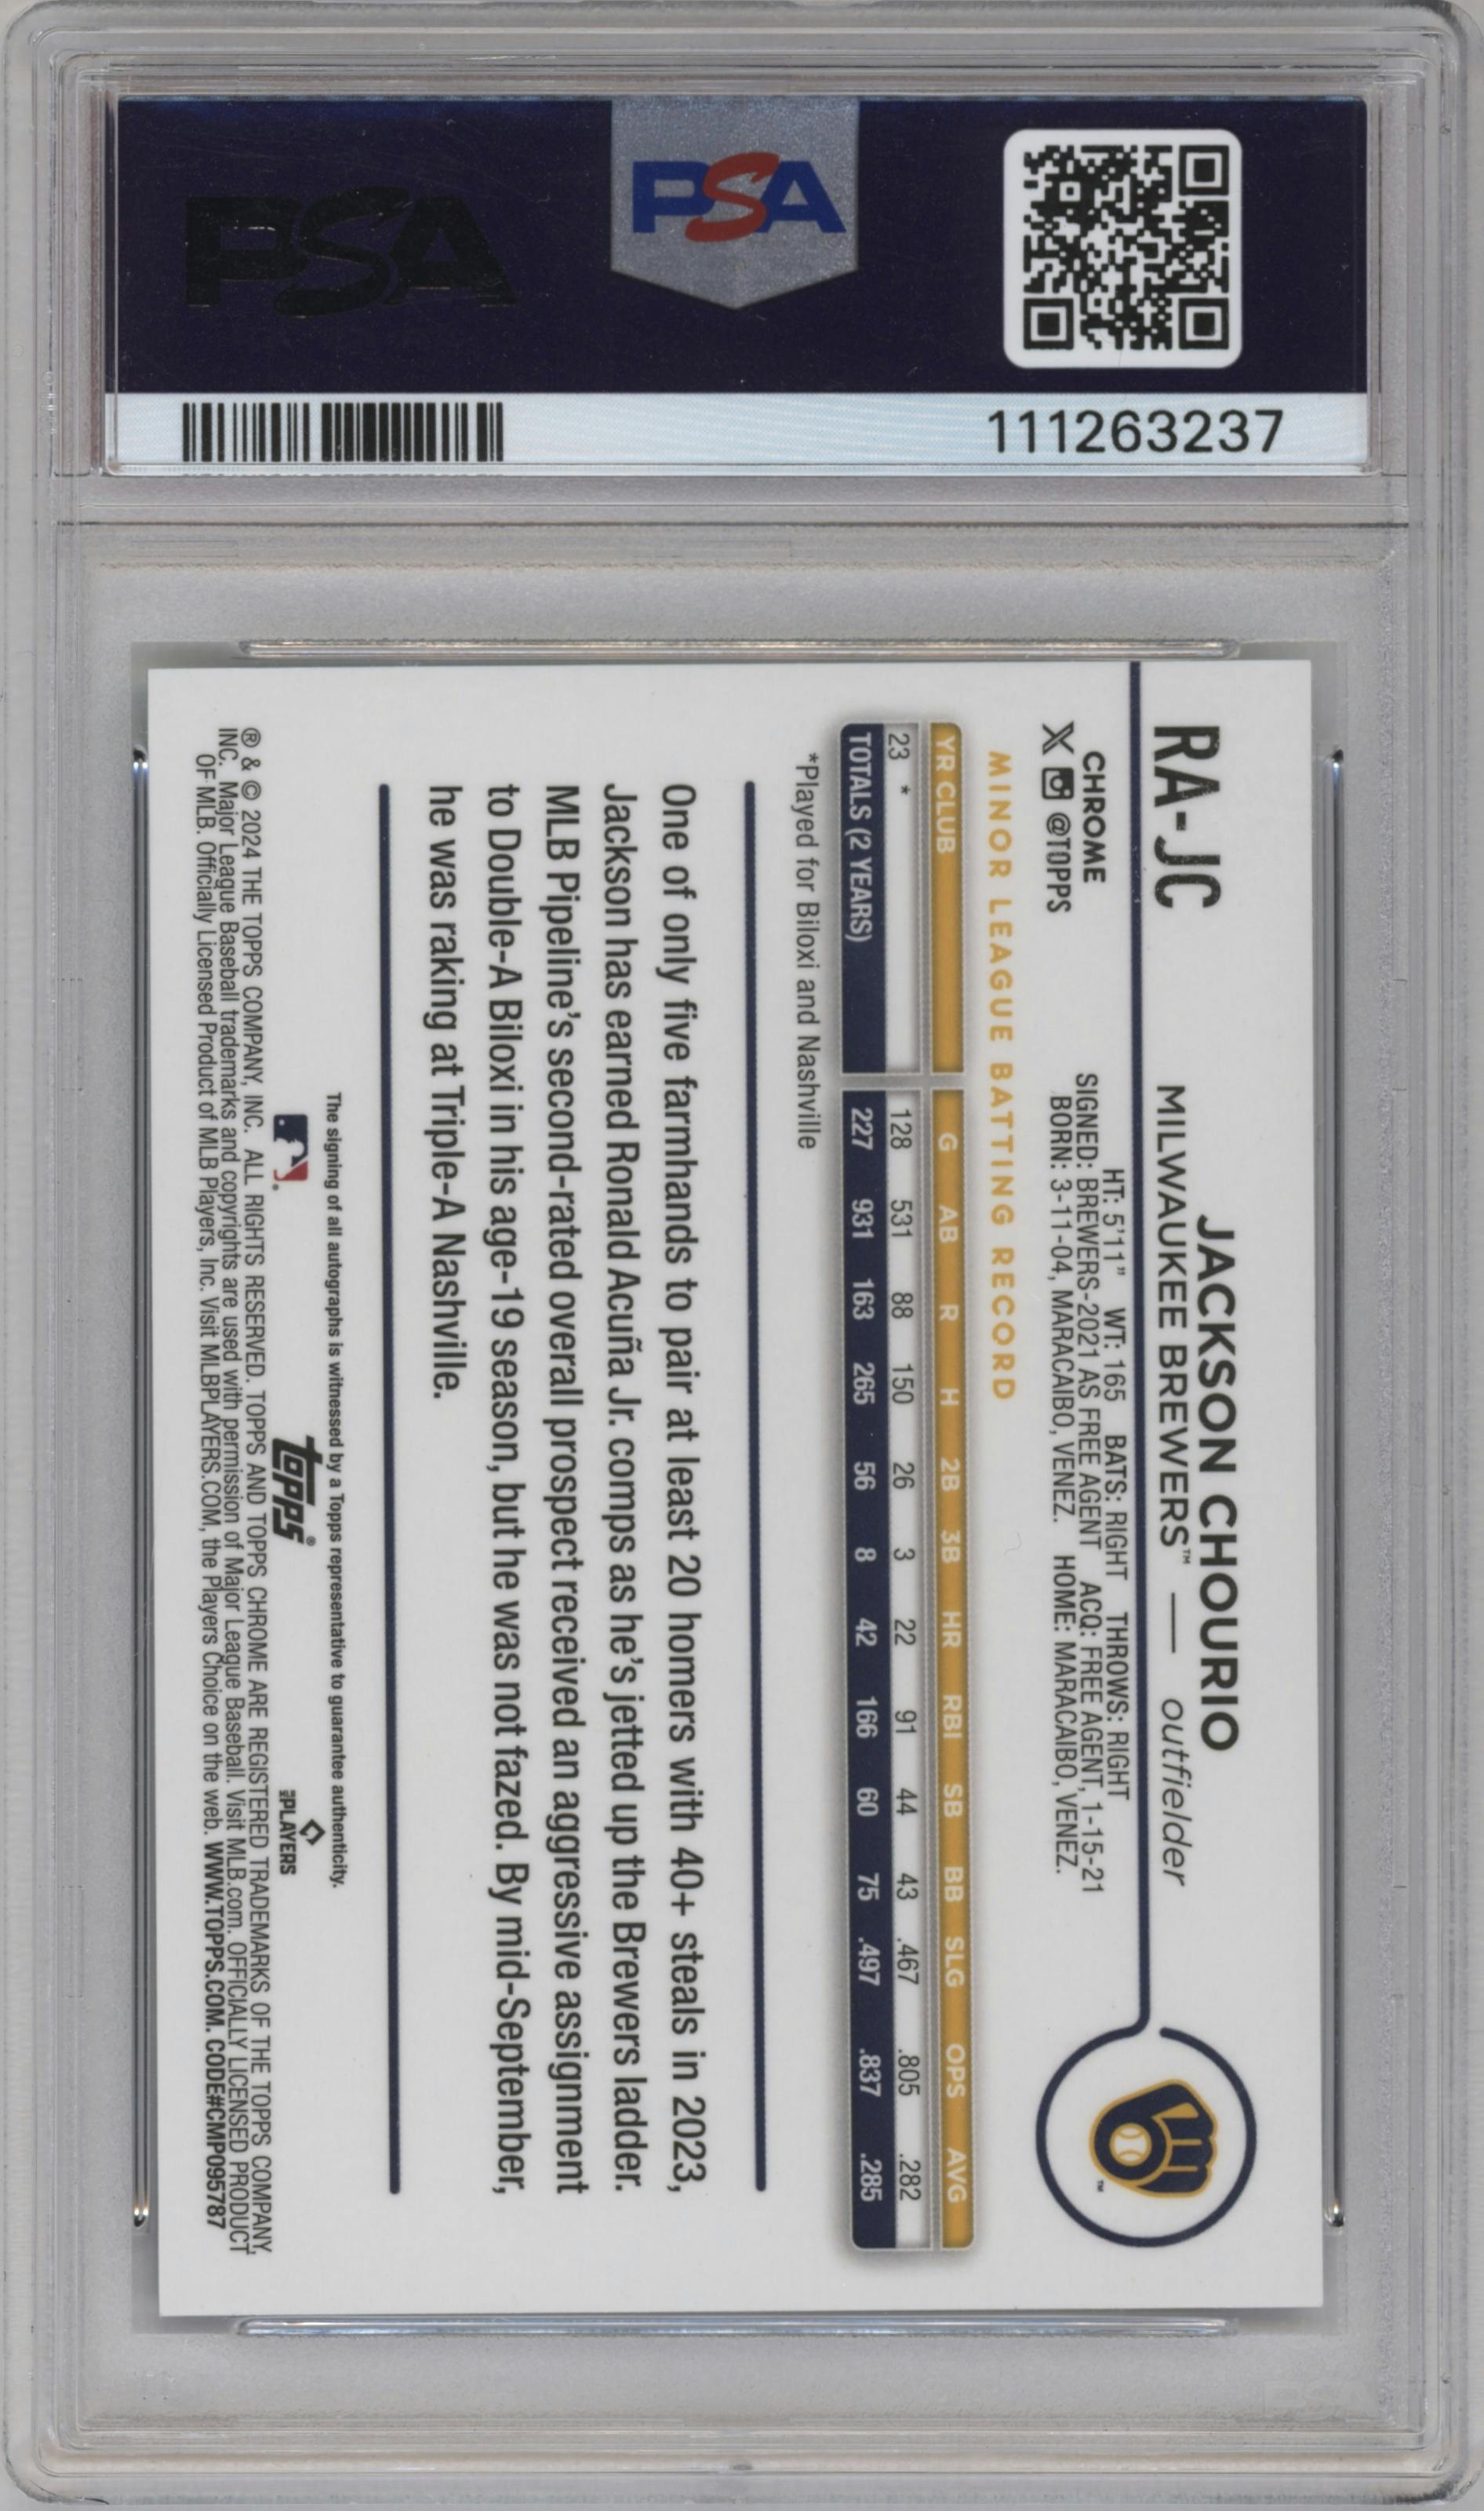 PSA
PSA
111263237
RA-JC
JACKSON CHOURIO
MILWAUKEE BREWERS™ — outfielder
CHROME
@TOPPS
HT: 5'11" WT: 165 BATS: RIGHT THROWS: RIGHT
SIGNED: BREWERS-2021 AS FREE AGENT ACQ: FREE AGENT, 1-15-21
BORN: 3-11-04, MARACAIBO, VENEZ. HOME: MARACAIBO, VENEZ.
MINOR LEAGUE BATTING RECORD
YR CLUB G AB R H 2B 3B HR RBI SB BB SLG OPS AVG
23 * 128 531 88 150 26 3 22 91 44 43 .467 .805 .282
TOTALS (2 YEARS) 227 931 163 265 56 8 42 166 60 75 .497 .837 .285
*Played for Biloxi and Nashville
One of only five farmhands to pair at least 20 homers with 40+ steals in 2023,
Jackson has earned Ronald Acuña Jr. comps as he's jetted up the Brewers ladder.
MLB Pipeline's second-rated overall prospect received an aggressive assignment
to Double-A Biloxi in his age-19 season, but he was not fazed. By mid-September,
he was raking at Triple-A Nashville.
The signing of all autographs is witnessed by a Topps representative to guarantee authenticity.
topps®
MLB PLAYERS
® & © 2024 THE TOPPS COMPANY, INC. ALL RIGHTS RESERVED. TOPPS AND TOPPS CHROME ARE REGISTERED TRADEMARKS OF THE TOPPS COMPANY,
INC. Major League Baseball trademarks and copyrights are used with permission of Major League Baseball. Visit MLB.com. OFFICIALLY LICENSED PRODUCT
OF MLB. Officially Licensed Product of MLB Players, Inc. Visit MLBPLAYERS.COM, the Players Choice on the web. WWW.TOPPS.COM. CODE#CMP095787